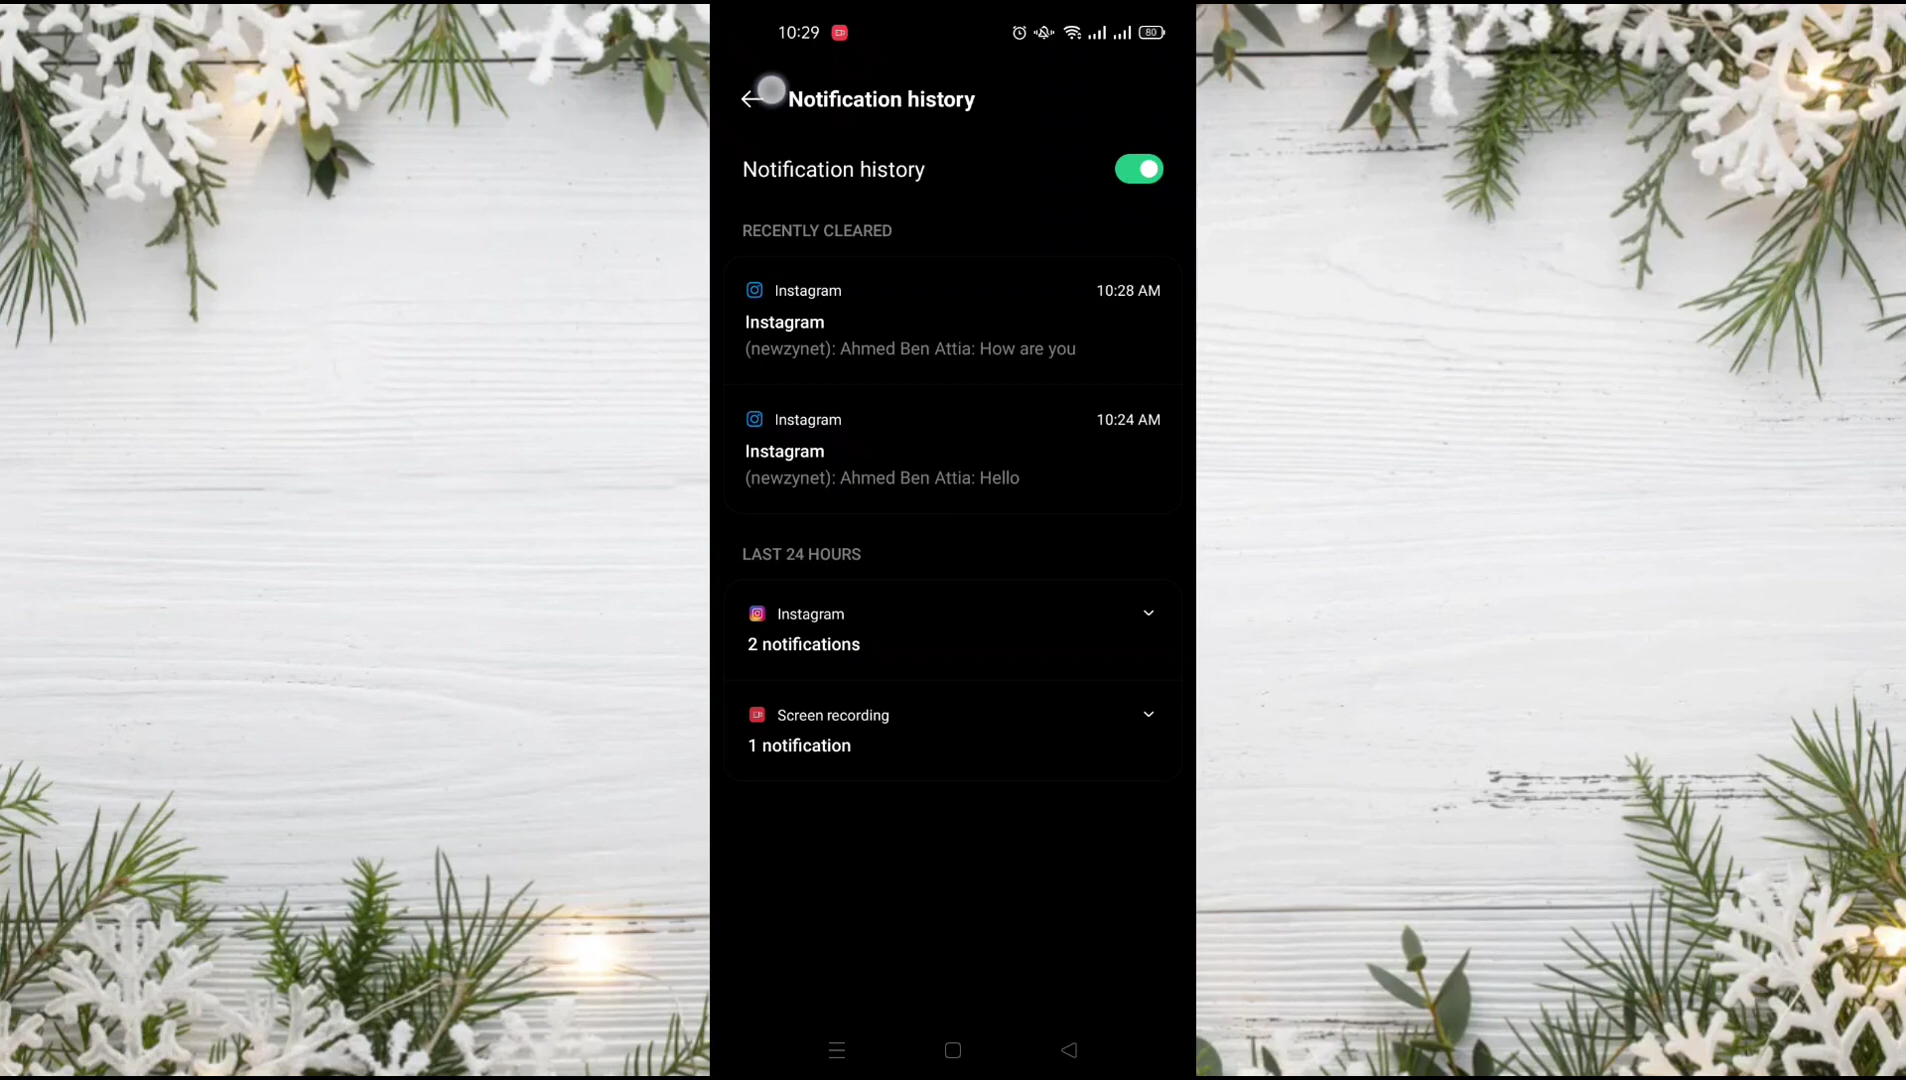 10:29
80
Notification history
Notification history
RECENTLY CLEARED
Instagram 10:28 AM
Instagram
(newzynet): Ahmed Ben Attia: How are you
Instagram 10:24 AM
Instagram
(newzynet): Ahmed Ben Attia: Hello
LAST 24 HOURS
Instagram
2 notifications
Screen recording
1 notification